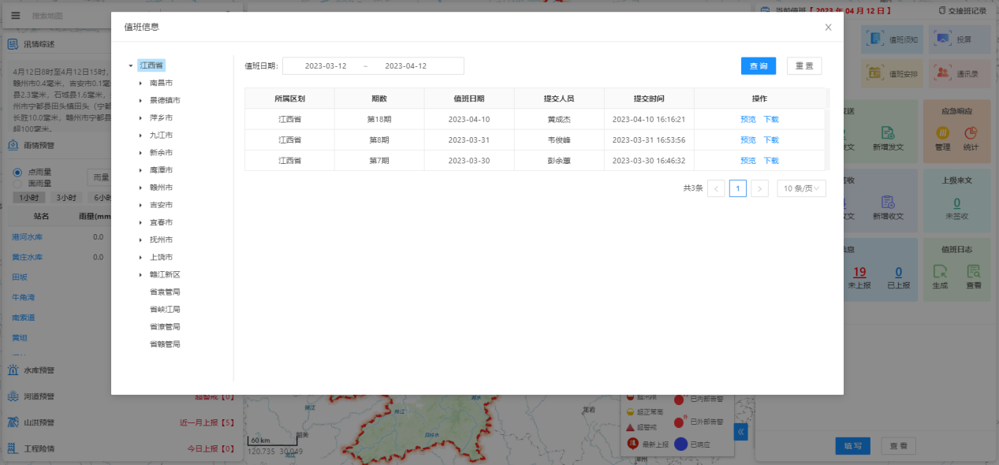 搜索地图
当前值班【 2023 年 04 月 12 日 】
交接班记录
汛情综述
4月12日8时至4月12日15时，
赣州市0.4毫米，吉安市0.1毫
县2.3毫米，石城县1.6毫米，
州市宁都县田头镇田头（宁都
长胜10.0毫米，赣州市宁都县
超100毫米。
雨情预警
点雨量
面雨量
雨量
1小时 3小时 6小时
站名 雨量(mm
港河水库 0.0
黄庄水库 0.0
田坂
牛角湾
南索道
黄坦
水库预警
河道预警
超警戒【0】
山洪预警
近一月上报【5】
工程险情
今日上报【0】
值班信息
江西省
南昌市
景德镇市
萍乡市
九江市
新余市
鹰潭市
赣州市
吉安市
宜春市
抚州市
上饶市
赣江新区
省袁管局
省峡江局
省潦管局
省赣管局
值班日期: 2023-03-12 ~ 2023-04-12
查 询
重 置
所属区划 期数 值班日期 提交人员 提交时间 操作
江西省 第18期 2023-04-10 黄成杰 2023-04-10 16:16:21 预览 下载
江西省 第8期 2023-03-31 韦俊峰 2023-03-31 16:53:56 预览 下载
江西省 第7期 2023-03-30 彭余蕙 2023-03-30 16:46:32 预览 下载
共3条 < 1 > 10 条/页
值班须知
投屏
值班安排
通讯录
发送
应急响应
发文 新增发文
管理 统计
签收
上级来文
收文 新增收文
0
未签收
信息
值班日志
19 0
未上报 已上报
生成 查看
填 写
查 看
60 km
120.735 30.049
韶关
龙岩
漳州
超汛限
已内部告警
超正常高
超警戒
已外部告警
最新上报
已响应